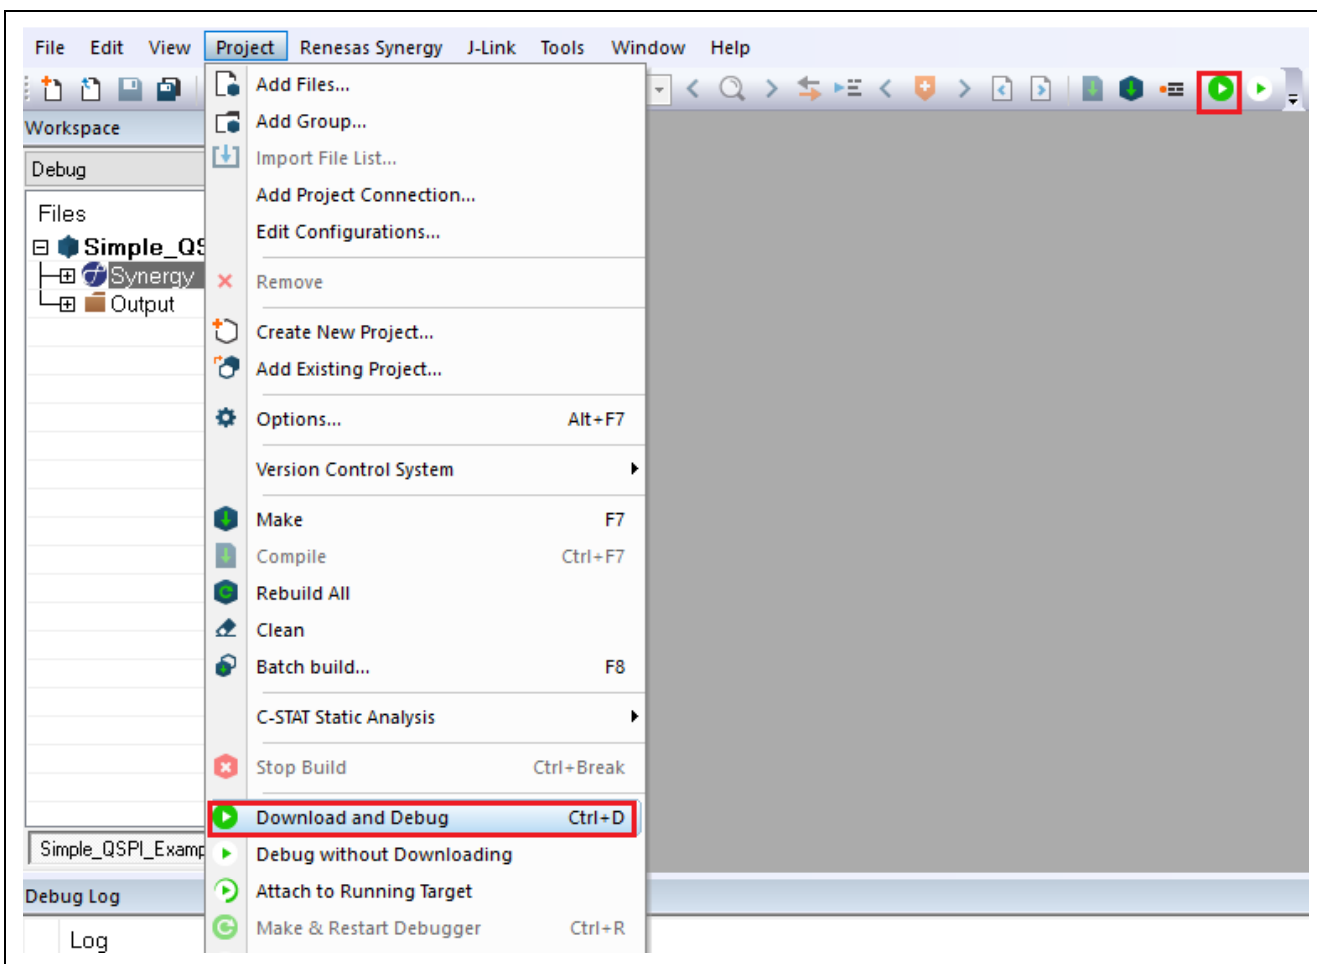 File Edit View Project Renesas Synergy J-Link Tools Window Help
Workspace
Debug
Files
Simple_QS
Synergy
Output
Simple_QSPI_Examp
Debug Log
Log
Add Files...
Add Group...
Import File List...
Add Project Connection...
Edit Configurations...
Remove
Create New Project...
Add Existing Project...
Options... Alt+F7
Version Control System
Make F7
Compile Ctrl+F7
Rebuild All
Clean
Batch build... F8
C-STAT Static Analysis
Stop Build Ctrl+Break
Download and Debug Ctrl+D
Debug without Downloading
Attach to Running Target
Make & Restart Debugger Ctrl+R